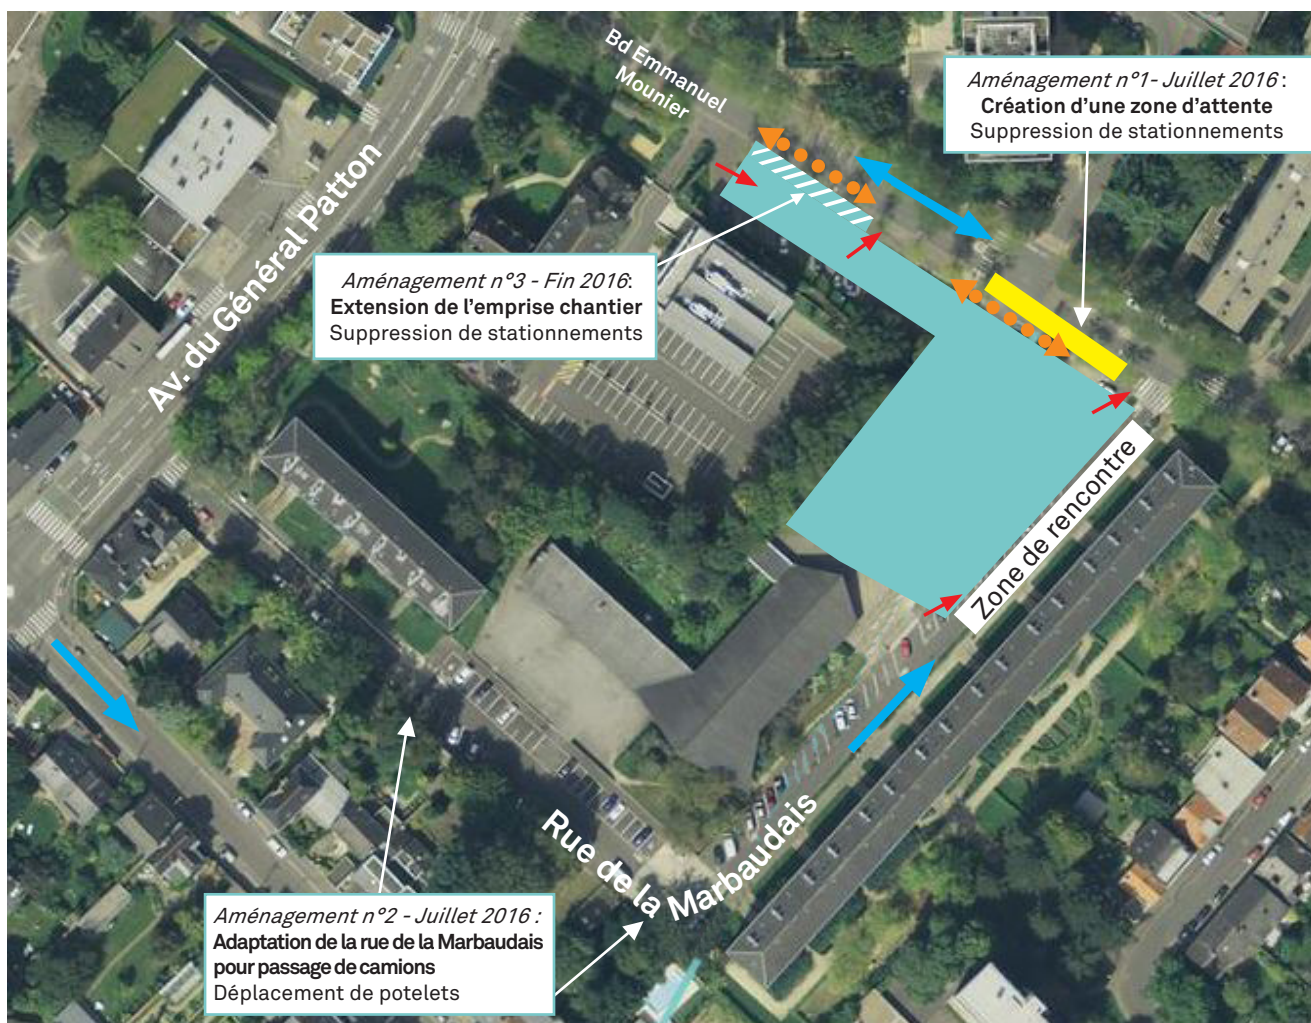 Bd Emmanuel
Mounier
Aménagement n°1- Juillet 2016 :
Création d'une zone d'attente
Suppression de stationnements
Av. du Général Patton
Aménagement n°3 - Fin 2016:
Extension de l'emprise chantier
Suppression de stationnements
Zone de rencontre
Rue de la Marbaudais
Aménagement n°2 - Juillet 2016 :
Adaptation de la rue de la Marbaudais
pour passage de camions
Déplacement de potelets